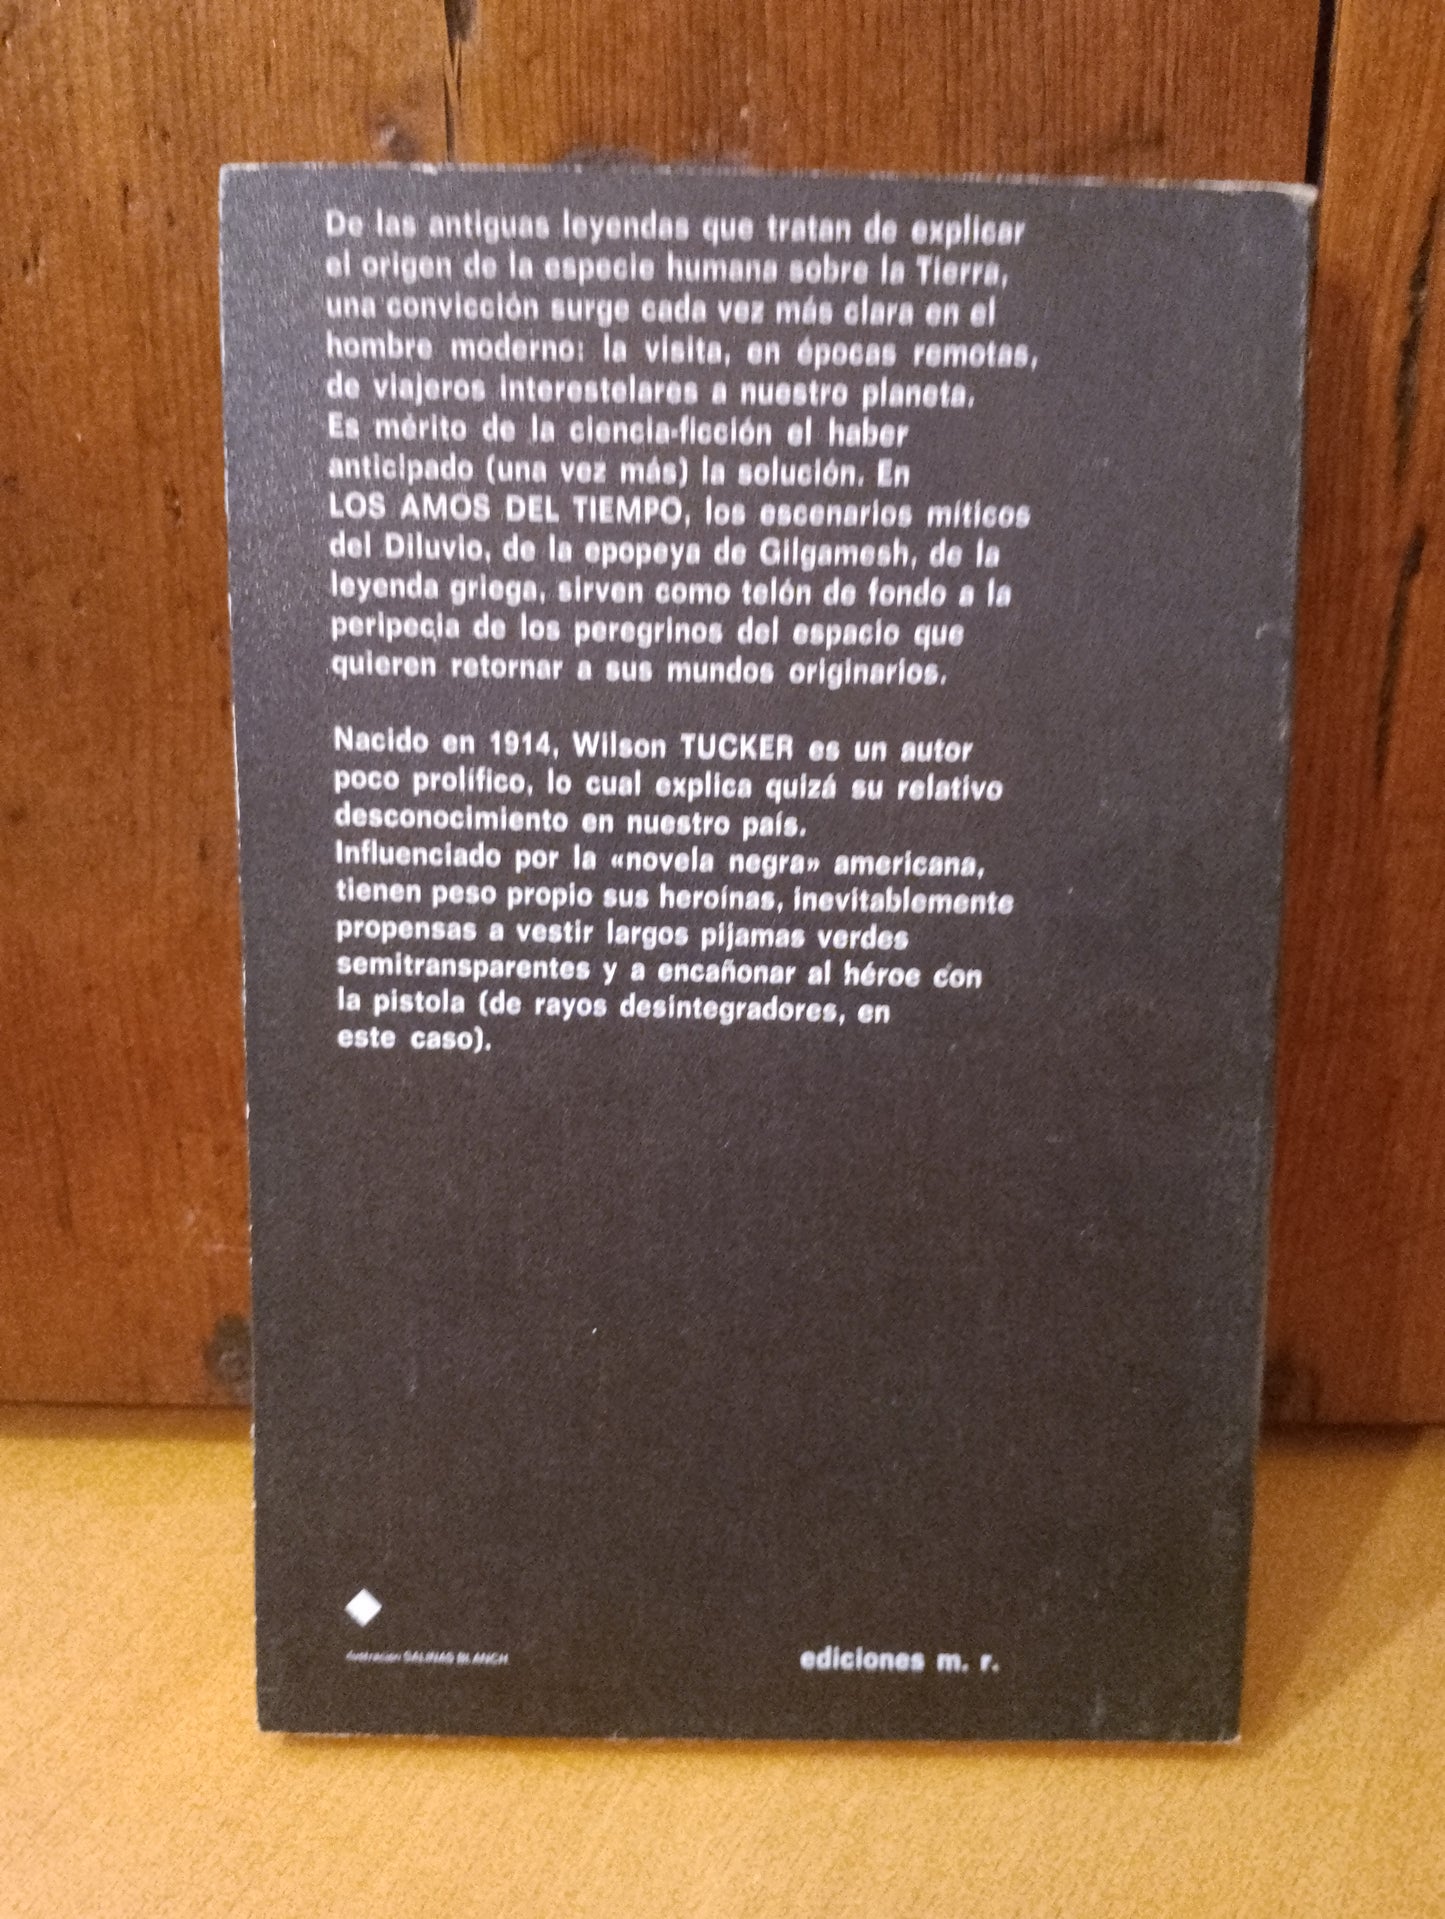 De las antiguas leyendas que tratan de explicar
el origen de la especie humana sobre la Tierra,
una convicción surge cada vez más clara en el
hombre moderno: la visita, en épocas remotas,
de viajeros interestelares a nuestro planeta.
Es mérito de la ciencia-ficción el haber
anticipado (una vez más) la solución. En
LOS AMOS DEL TIEMPO, los escenarios míticos
del Diluvio, de la epopeya de Gilgamesh, de la
leyenda griega, sirven como telón de fondo a la
peripecia de los peregrinos del espacio que
quieren retornar a sus mundos originarios.
Nacido en 1914, Wilson TUCKER es un autor
poco prolífico, lo cual explica quizá su relativo
desconocimiento en nuestro país.
Influenciado por la «novela negra» americana,
tienen peso propio sus heroínas, inevitablemente
propensas a vestir largos pijamas verdes
semitransparentes y a encañonar al héroe con
la pistola (de rayos desintegradores, en
este caso).
ilustración SALINAS BLANCH
ediciones m. r.